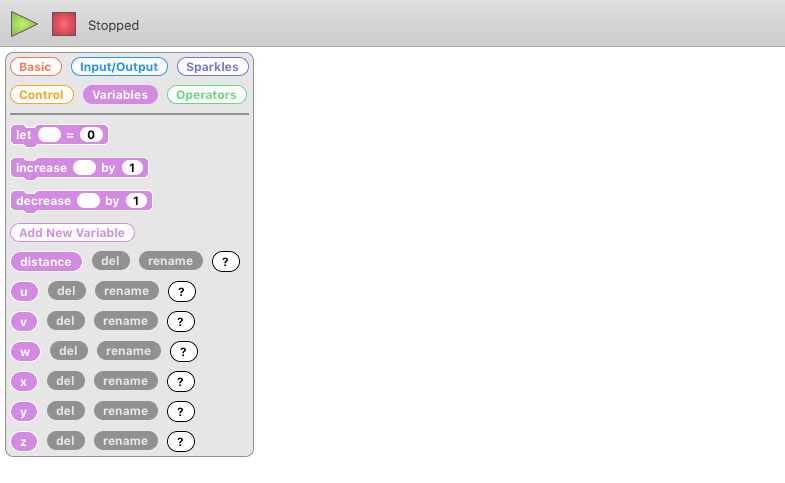 Stopped
Basic Input/Output Sparkles
Control Variables Operators
let = 0
increase by 1
decrease by 1
Add New Variable
distance del rename ?
u del rename ?
v del rename ?
w del rename ?
x del rename ?
y del rename ?
z del rename ?